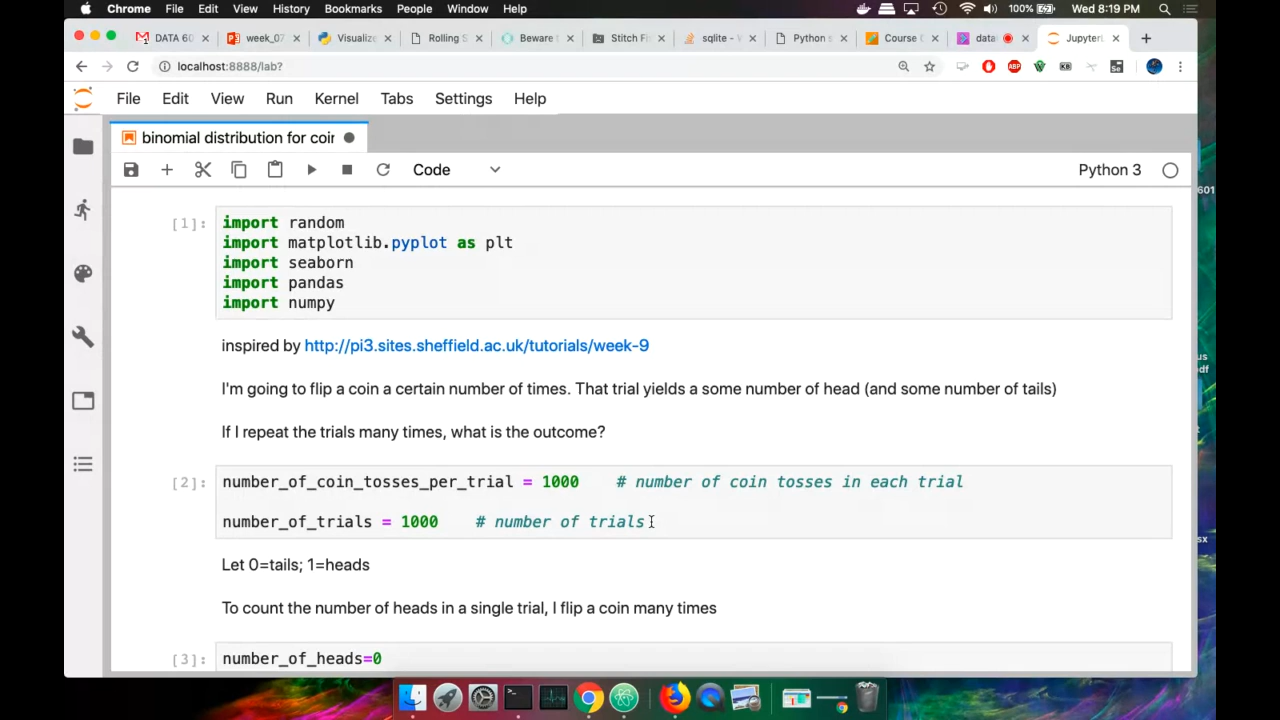 Chrome File Edit View History Bookmarks People Window Help 100% Wed 8:19 PM
DATA 60 week_07 Visualize Rolling S Beware Stitch Fi sqlite - Python s Course C data Jupyter
localhost:8888/lab?
File Edit View Run Kernel Tabs Settings Help
binomial distribution for coin
Code Python 3
[1]: import random
import matplotlib.pyplot as plt
import seaborn
import pandas
import numpy
inspired by http://pi3.sites.sheffield.ac.uk/tutorials/week-9
I'm going to flip a coin a certain number of times. That trial yields a some number of head (and some number of tails)
If I repeat the trials many times, what is the outcome?
[2]: number_of_coin_tosses_per_trial = 1000 # number of coin tosses in each trial
number_of_trials = 1000 # number of trials
Let 0=tails; 1=heads
To count the number of heads in a single trial, I flip a coin many times
[3]: number_of_heads=0
601